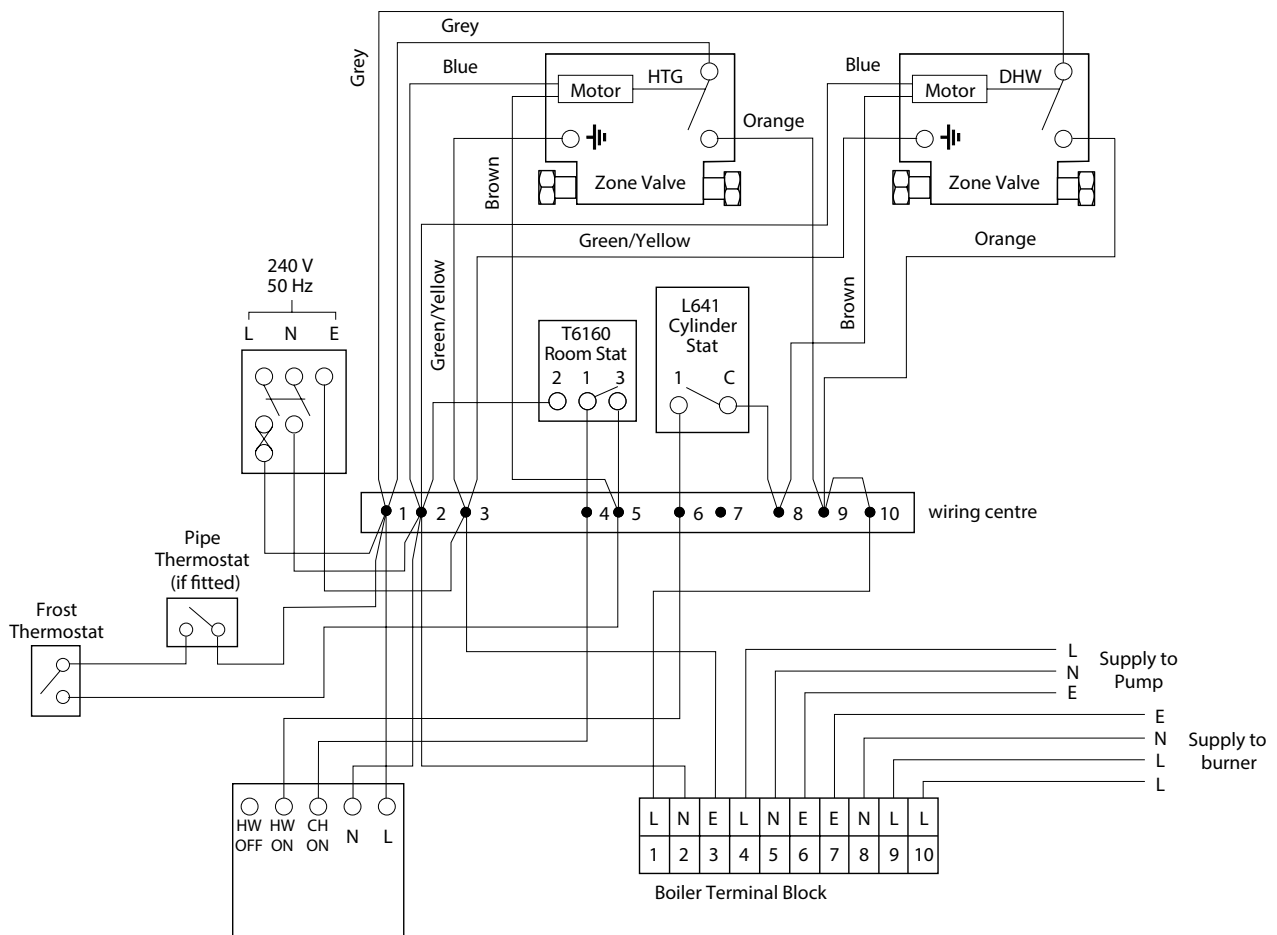 Grey
Grey
Blue
HTG
Motor
Orange
Brown
Zone Valve
Blue
DHW
Motor
Zone Valve
Green/Yellow
Orange
Green/Yellow
Brown
240 V
50 Hz
L N E
T6160
Room Stat
2 1 3
L641
Cylinder
Stat
1 C
1 2 3 4 5 6 7 8 9 10
wiring centre
Pipe
Thermostat
(if fitted)
Frost
Thermostat
L
N
E
Supply to
Pump
E
N
L
L
Supply to
burner
HW
OFF
HW
ON
CH
ON
N
L
L N E L N E E N L L
1 2 3 4 5 6 7 8 9 10
Boiler Terminal Block